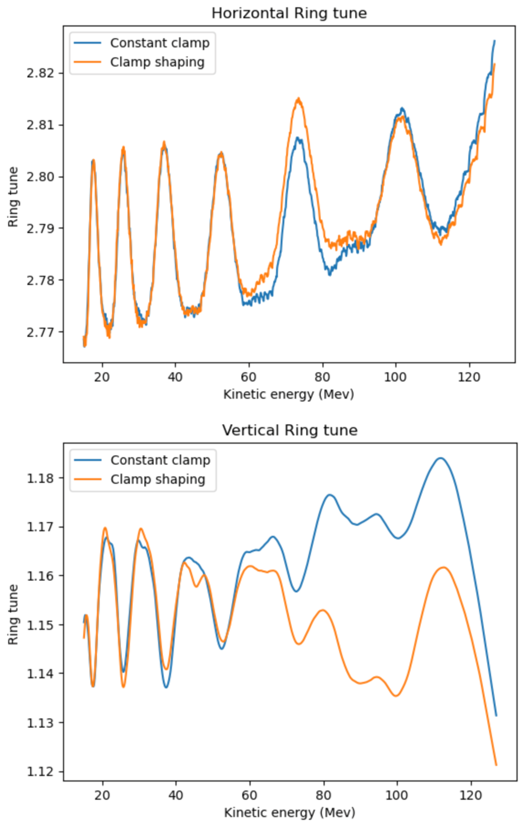 Horizontal Ring tune
Constant clamp
Clamp shaping
2.82
2.81
2.80
2.79
2.78
2.77
Ring tune
20 40 60 80 100 120
Kinetic energy (Mev)
Vertical Ring tune
Constant clamp
Clamp shaping
1.18
1.17
1.16
1.15
1.14
1.13
1.12
Ring tune
20 40 60 80 100 120
Kinetic energy (Mev)